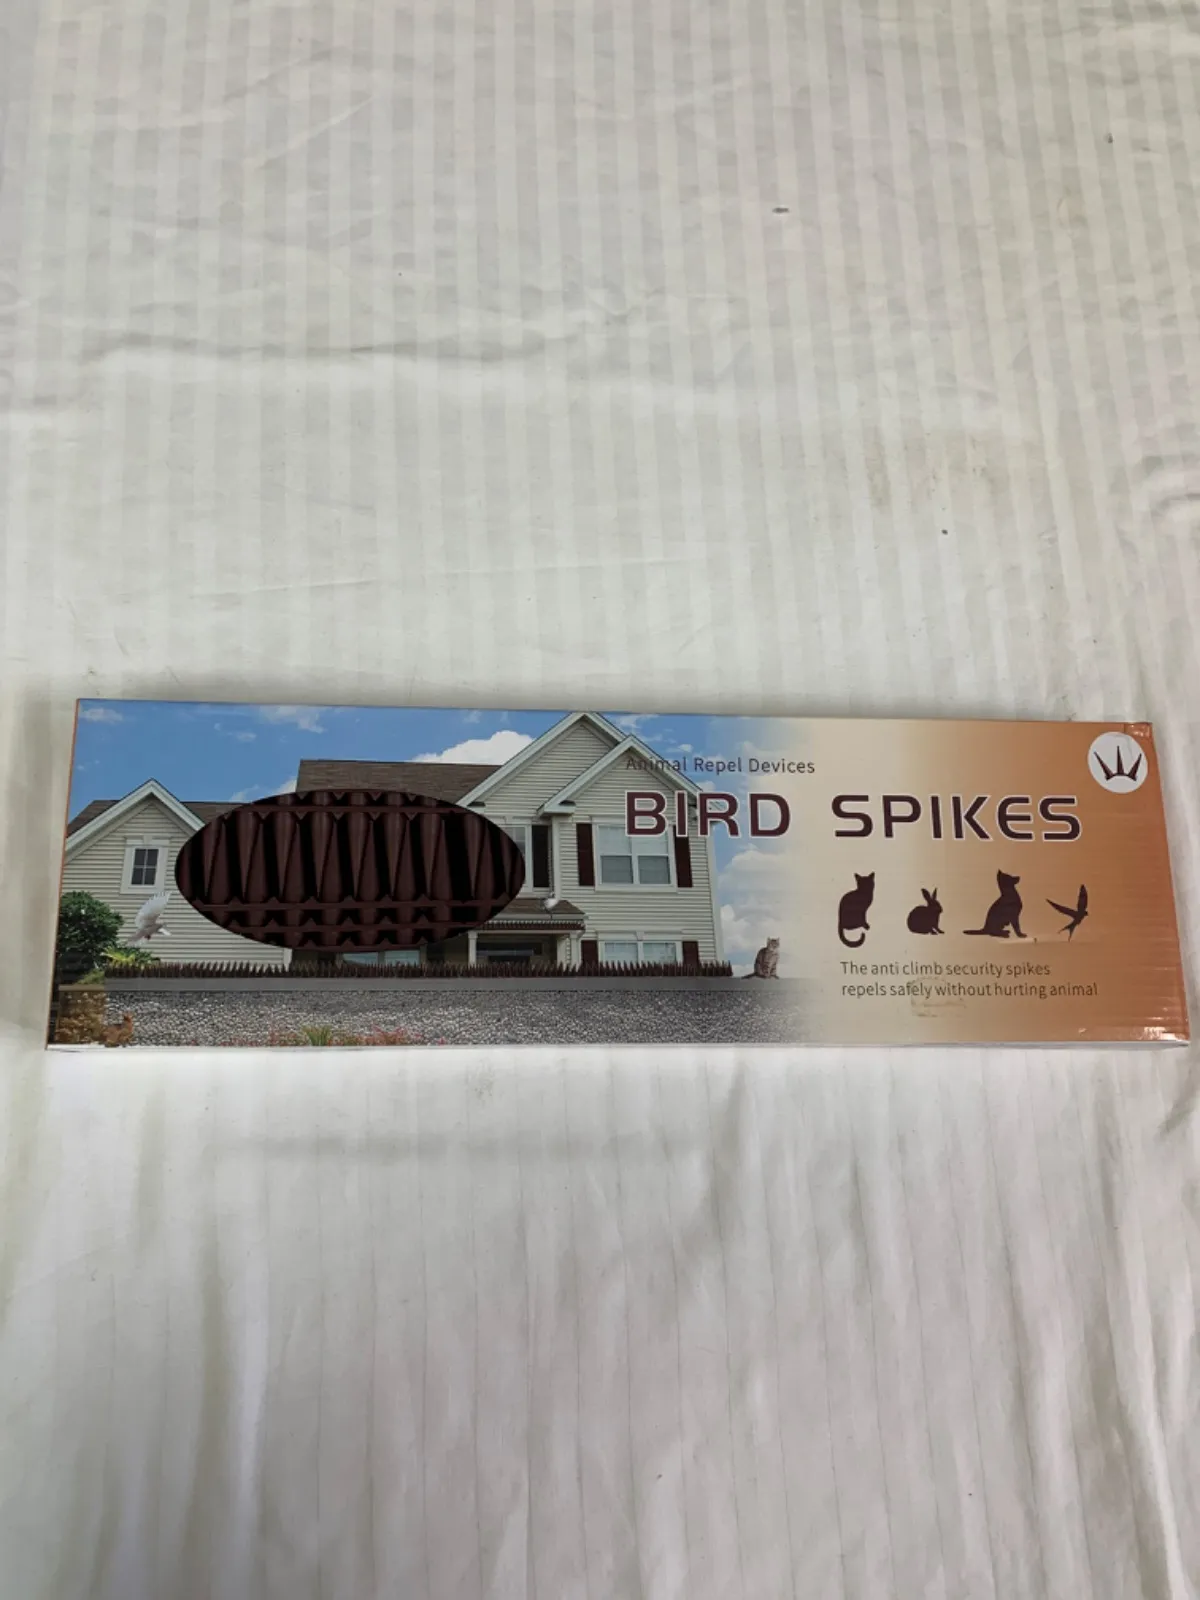 Animal Repel Devices
BIRD SPIKES
The anti climb security spikes
repels safely without hurting animal